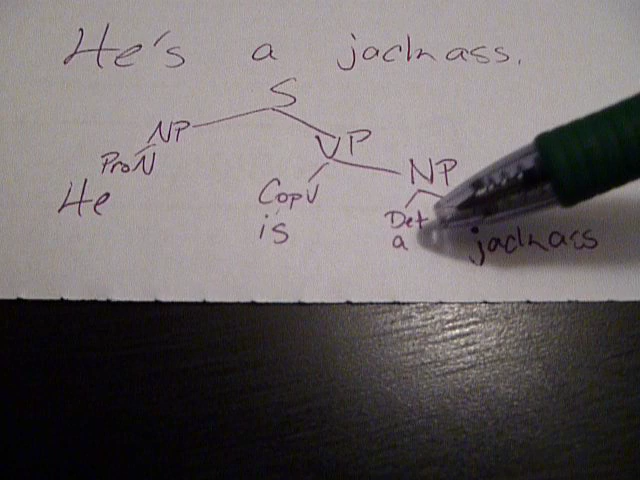 He's a jackass.
S
NP VP
ProN CopV NP
He is Det
a jackass